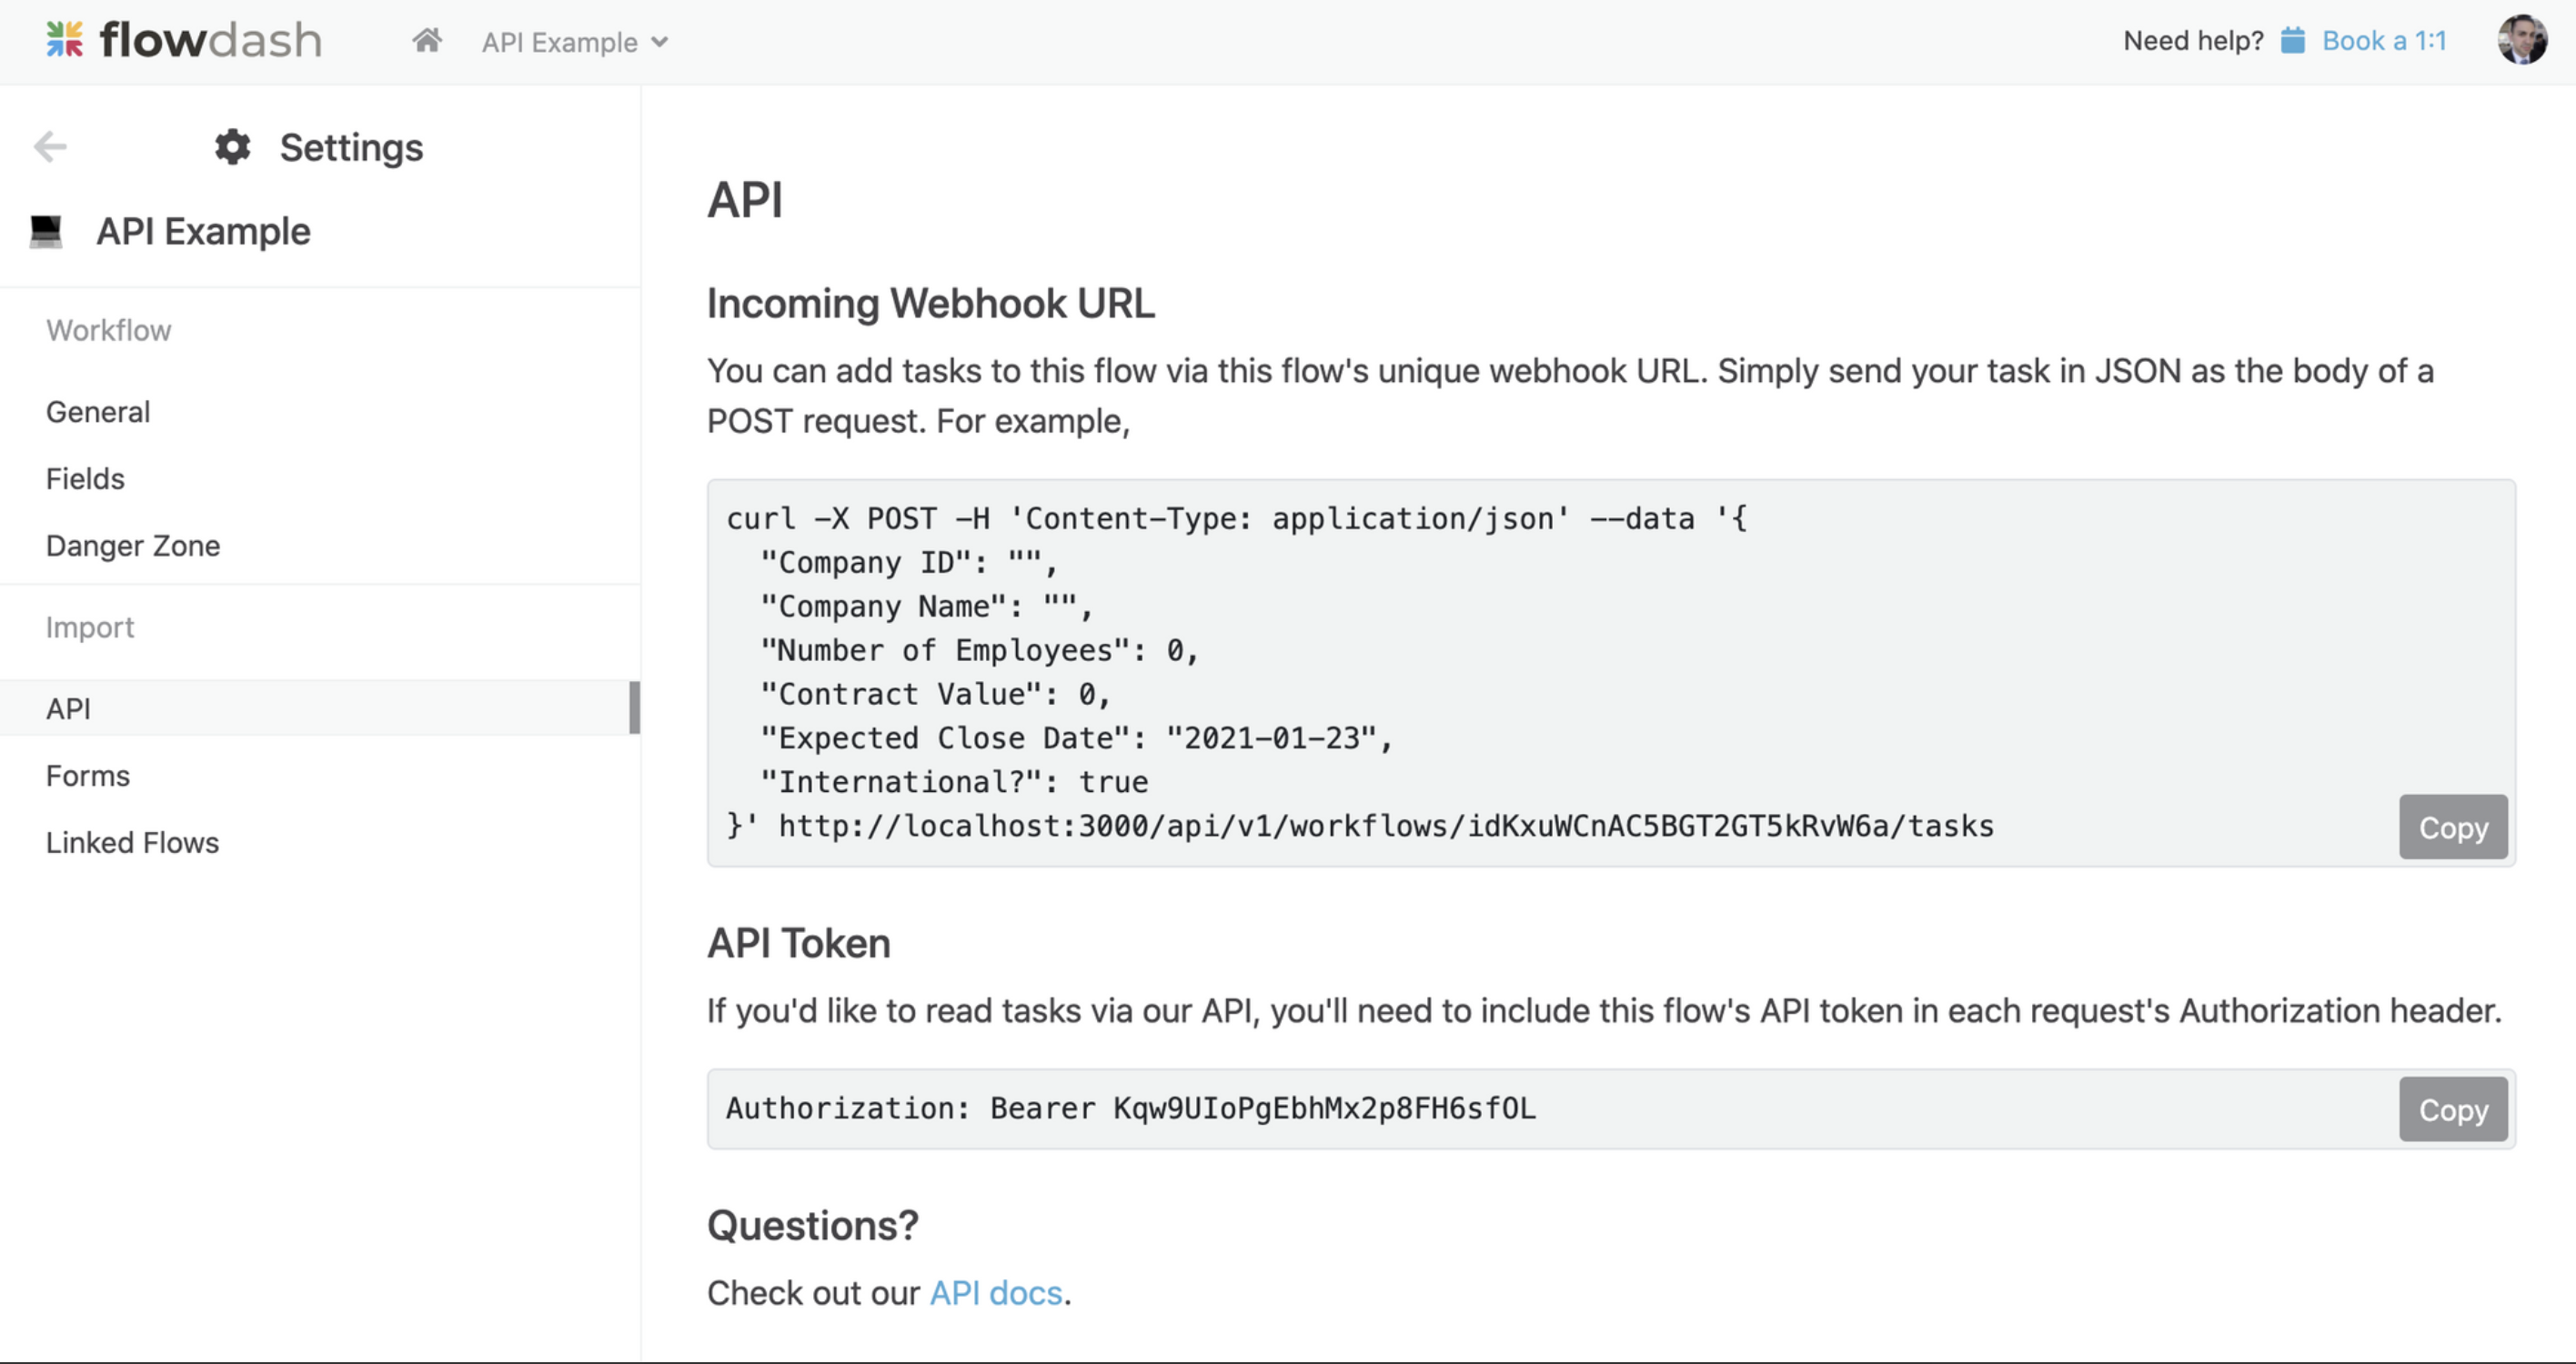 flowdash API Example Need help? Book a 1:1
Settings
API Example
Workflow
General
Fields
Danger Zone
Import
API
Forms
Linked Flows
API
Incoming Webhook URL
You can add tasks to this flow via this flow's unique webhook URL. Simply send your task in JSON as the body of a
POST request. For example,
curl -X POST -H 'Content-Type: application/json' --data '{
  "Company ID": "",
  "Company Name": "",
  "Number of Employees": 0,
  "Contract Value": 0,
  "Expected Close Date": "2021-01-23",
  "International?": true
}' http://localhost:3000/api/v1/workflows/idKxuWCnAC5BGT2GT5kRvW6a/tasks
Copy
API Token
If you'd like to read tasks via our API, you'll need to include this flow's API token in each request's Authorization header.
Authorization: Bearer Kqw9UIoPgEbhMx2p8FH6sfOL
Copy
Questions?
Check out our API docs.